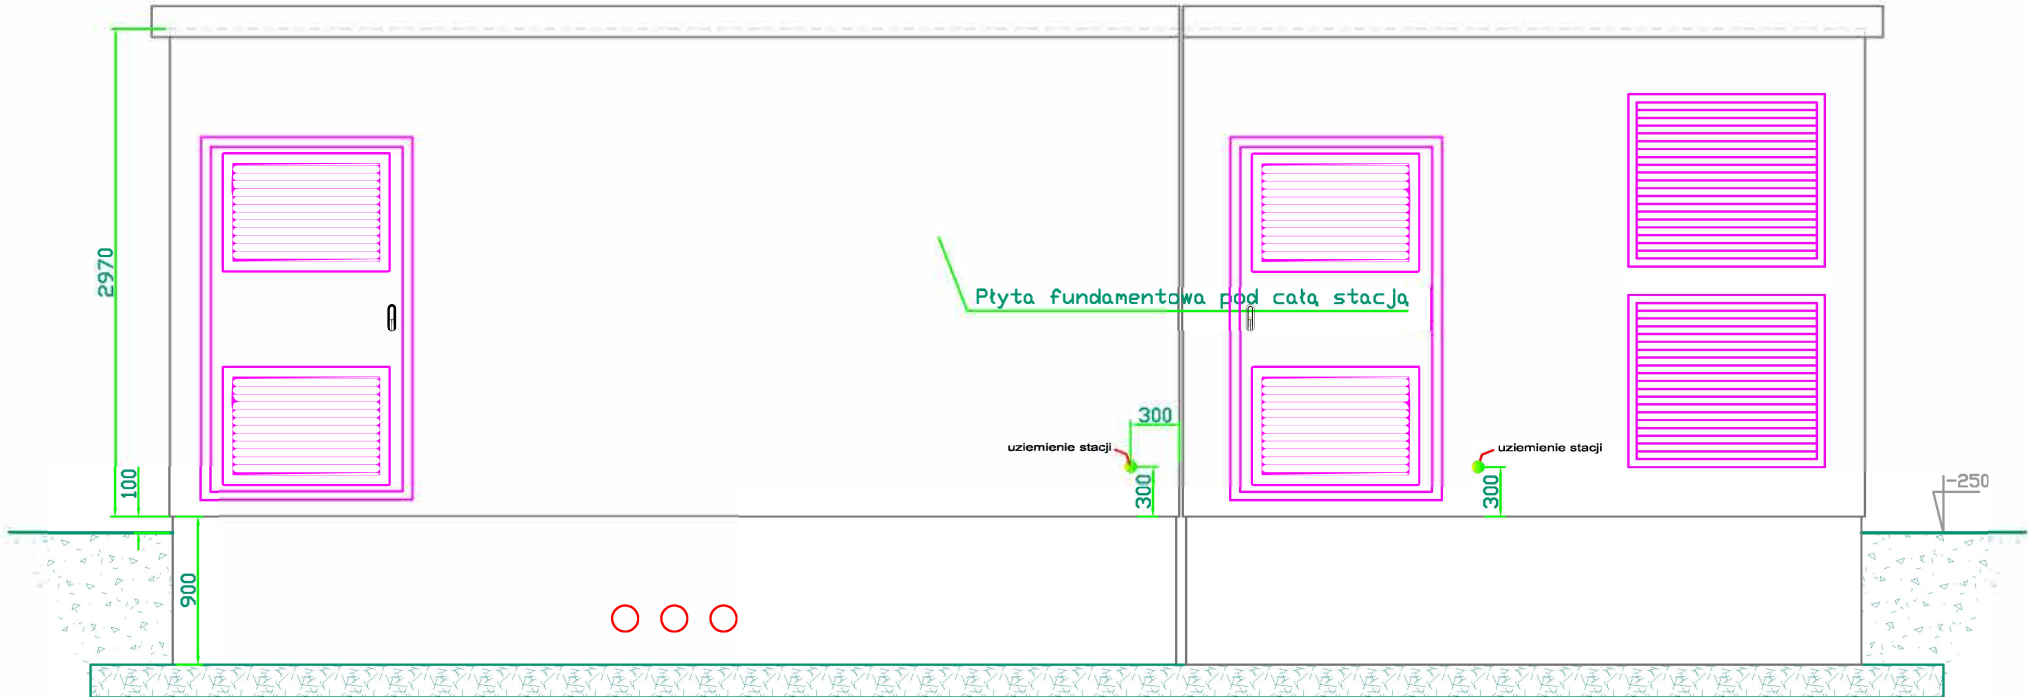 2970
Płyta fundamentowa pod całą stacją
300
uziemienie stacji
uziemienie stacji
100
300
300
-250
900